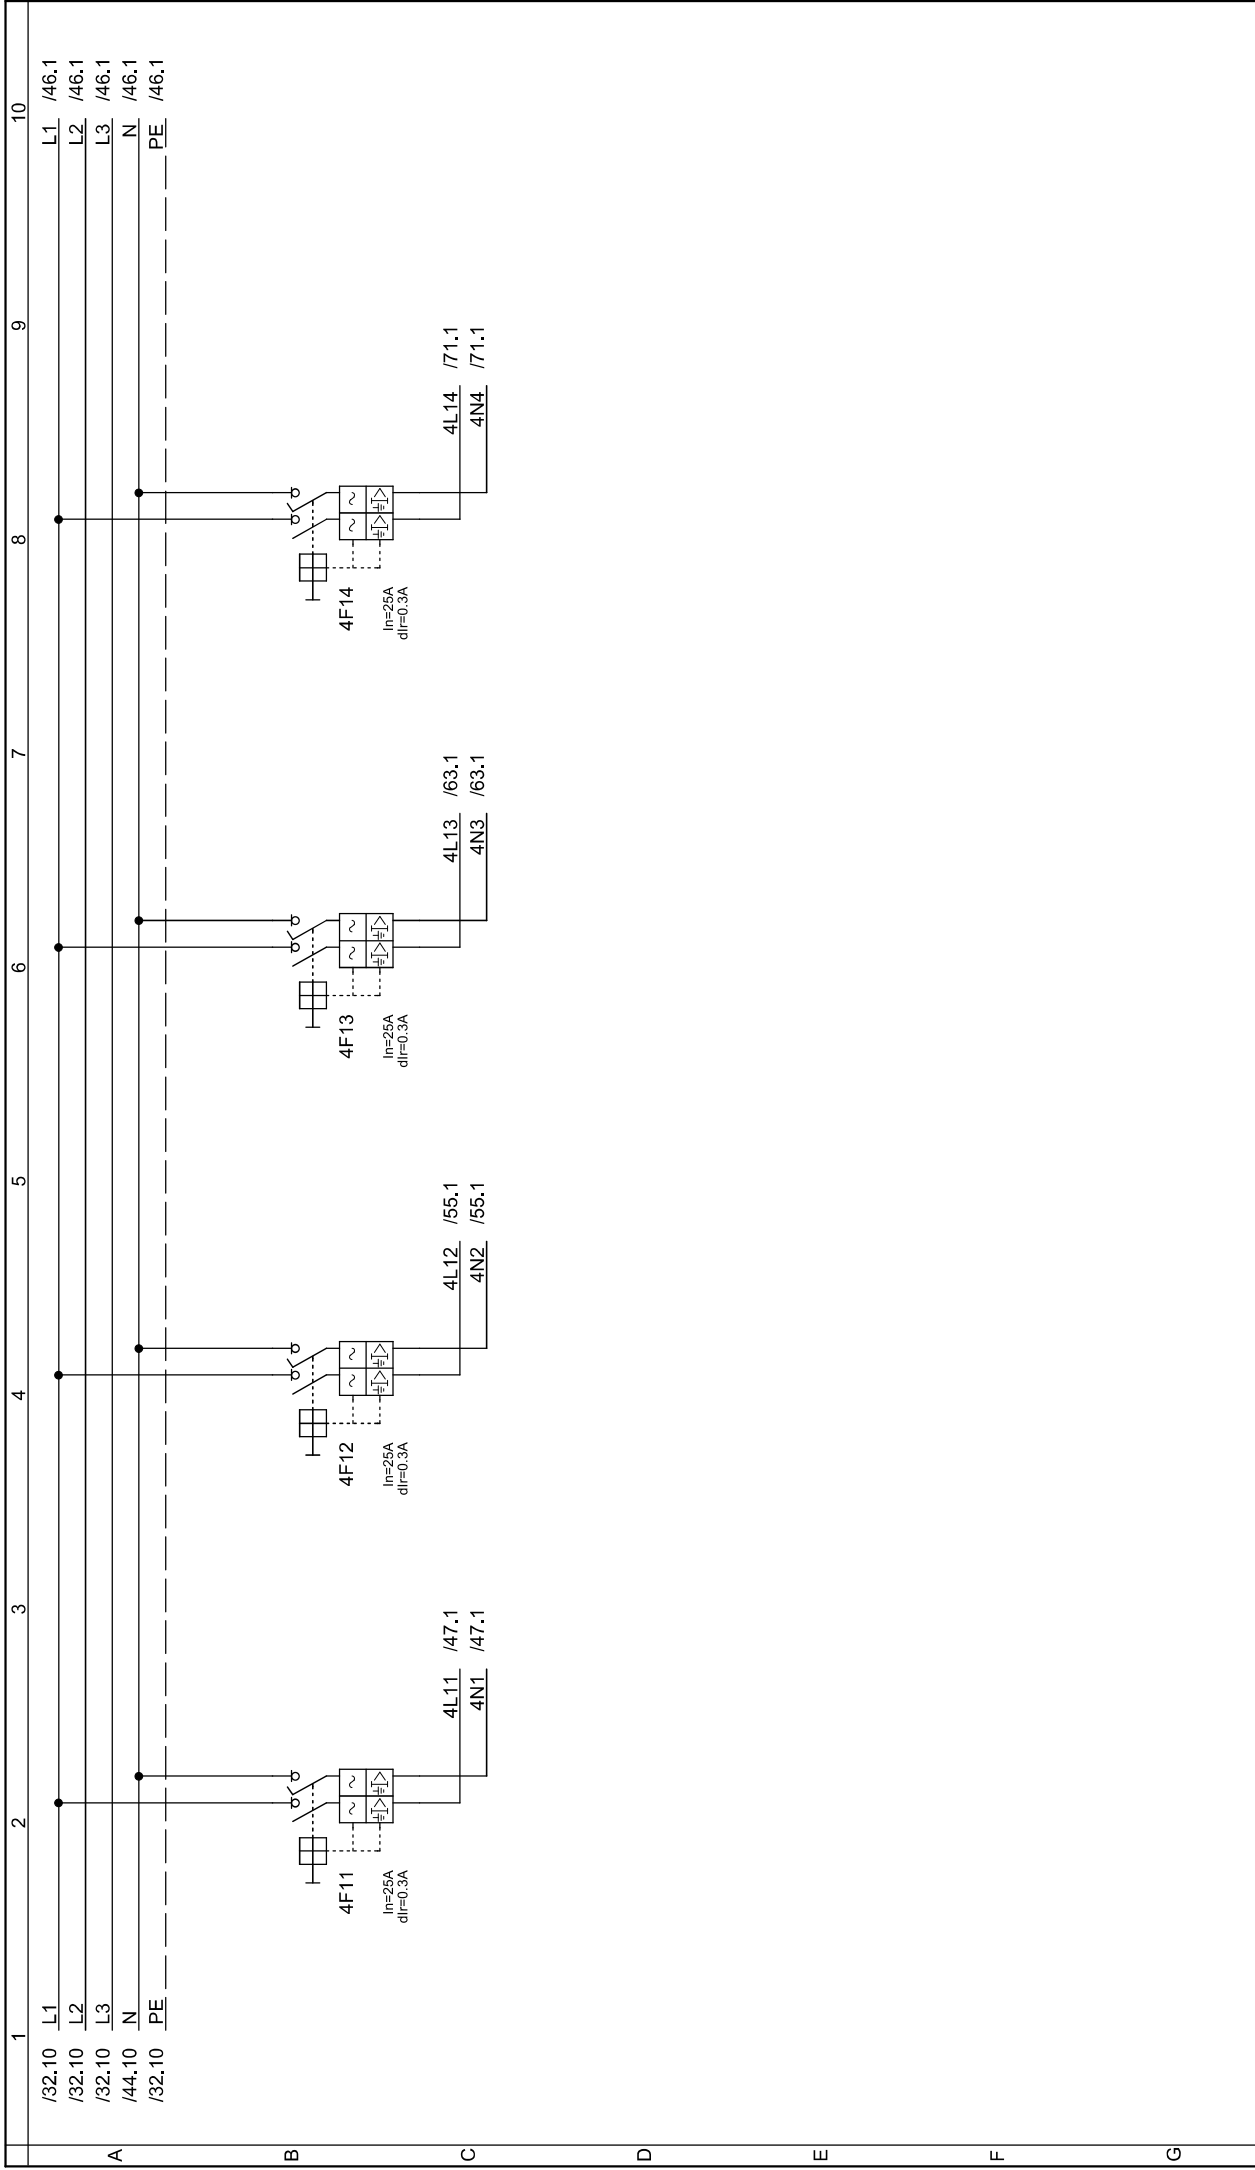 1 2 3 4 5 6 7 8 9 10
/32.10 L1 L1 /46.1
/32.10 L2 L2 /46.1
/32.10 L3 L3 /46.1
/44.10 N N /46.1
/32.10 PE PE /46.1
A
B
C
D
E
F
G
4F11
In=25A
dIr=0.3A
4L11 /47.1
4N1 /47.1
4F12
In=25A
dIr=0.3A
4L12 /55.1
4N2 /55.1
4F13
In=25A
dIr=0.3A
4L13 /63.1
4N3 /63.1
4F14
In=25A
dIr=0.3A
4L14 /71.1
4N4 /71.1